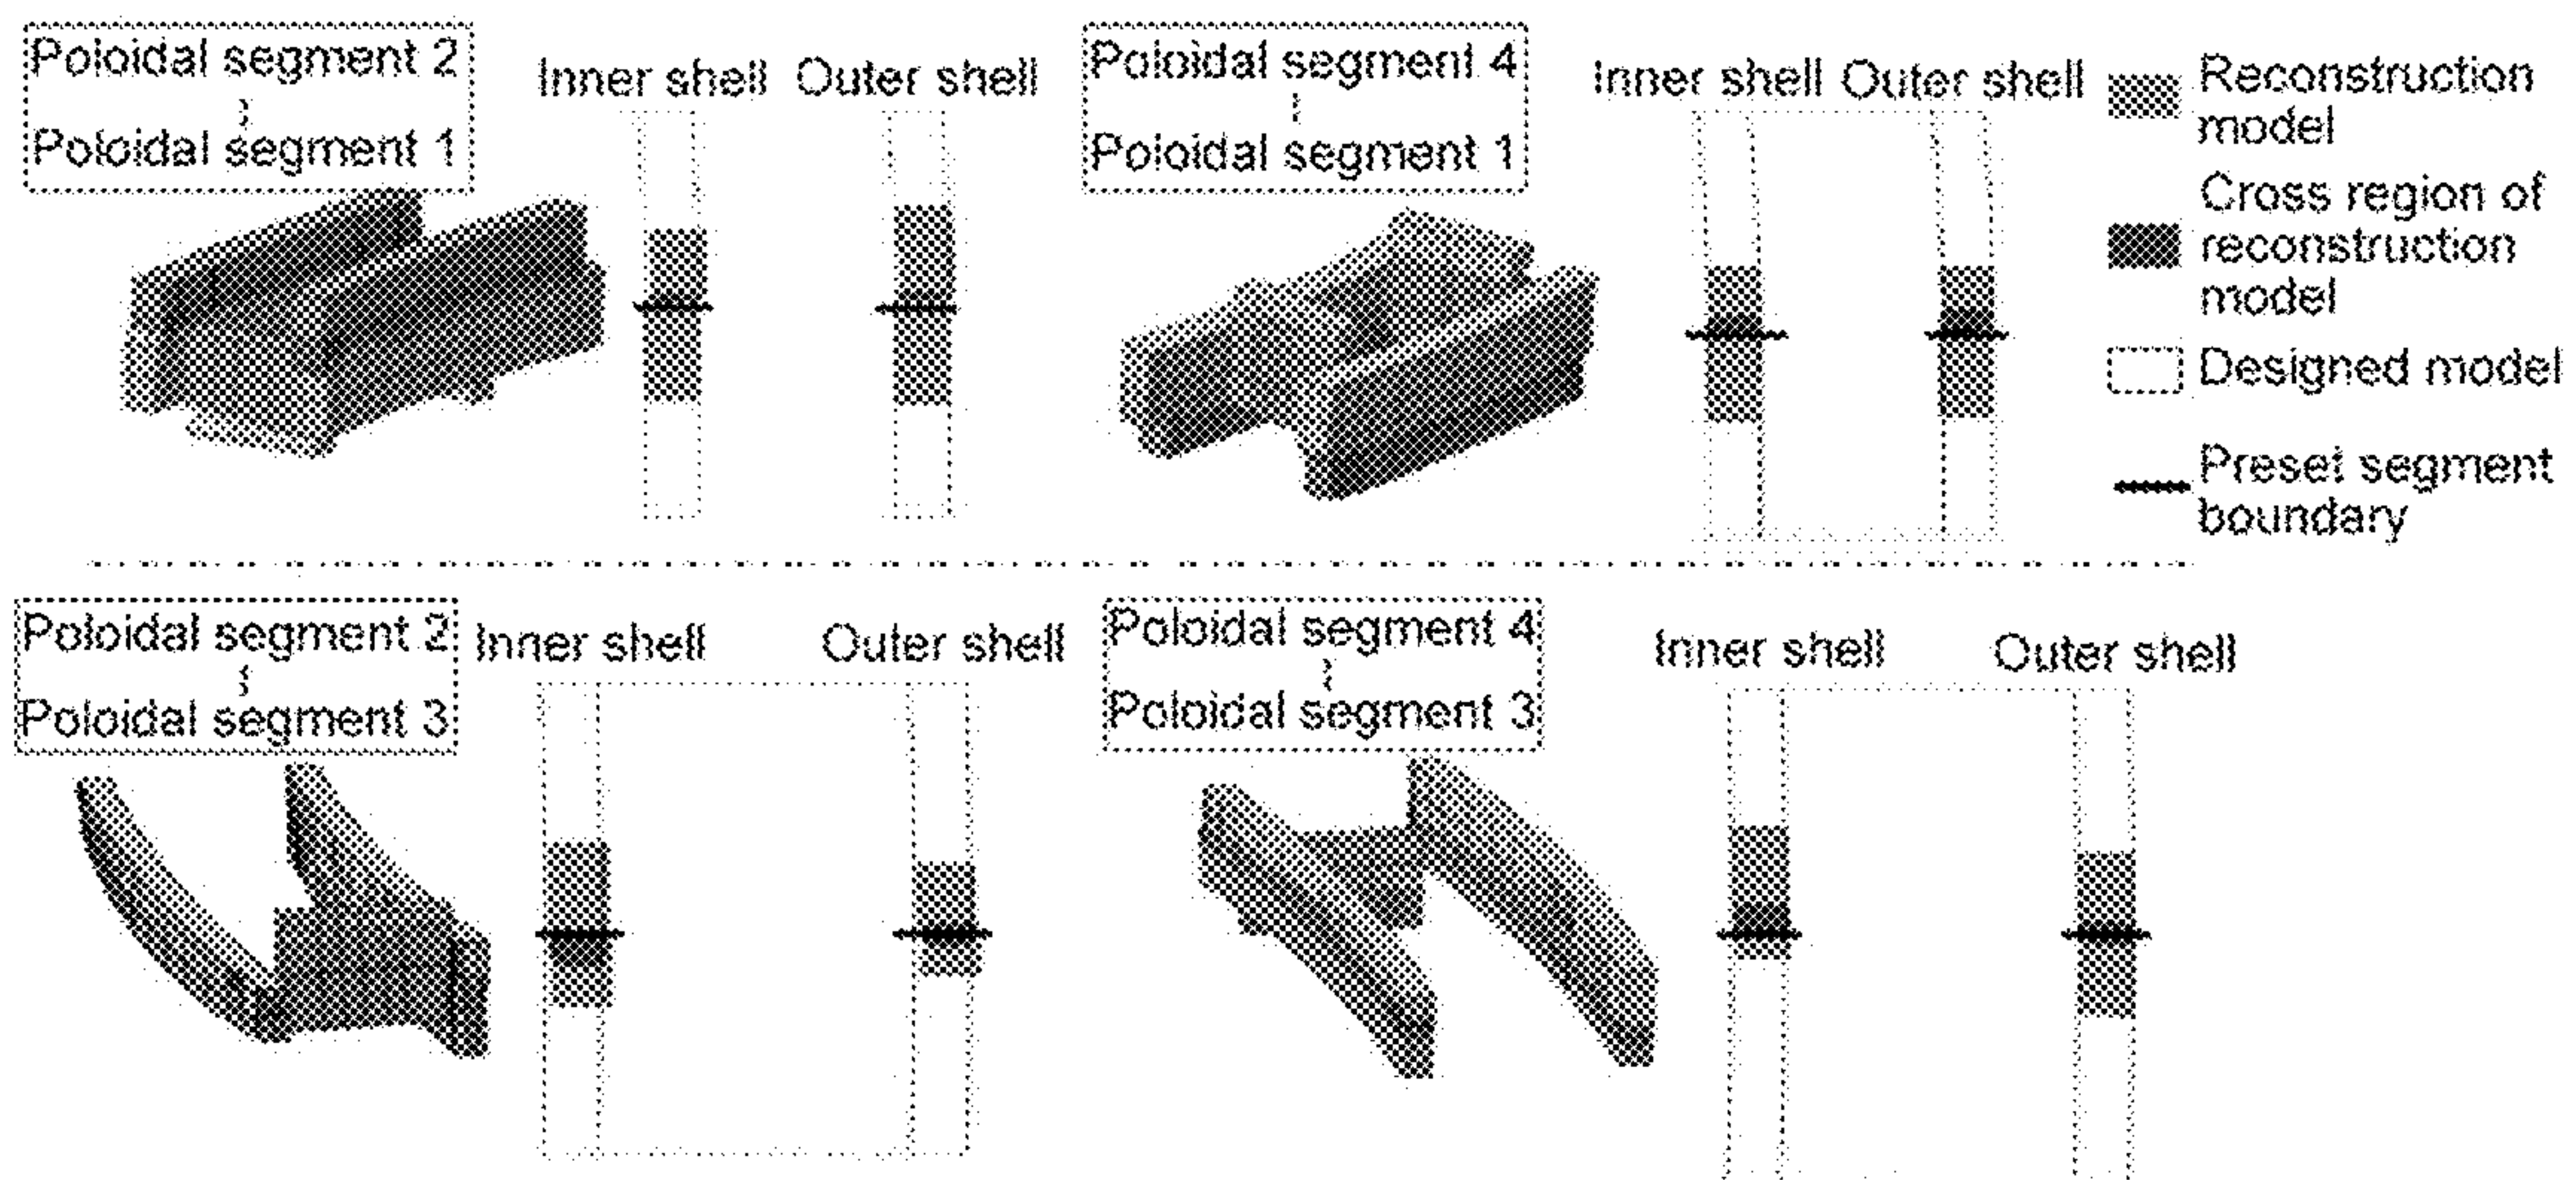 Poloidal segment 2
Poloidal segment 1
Inner shell
Outer shell
Poloidal segment 4
Poloidal segment 1
Inner shell
Outer shell
Reconstruction
model
Cross region of
reconstruction
model
Designed model
Preset segment
boundary
Poloidal segment 2
Poloidal segment 3
Inner shell
Outer shell
Poloidal segment 4
Poloidal segment 3
Inner shell
Outer shell